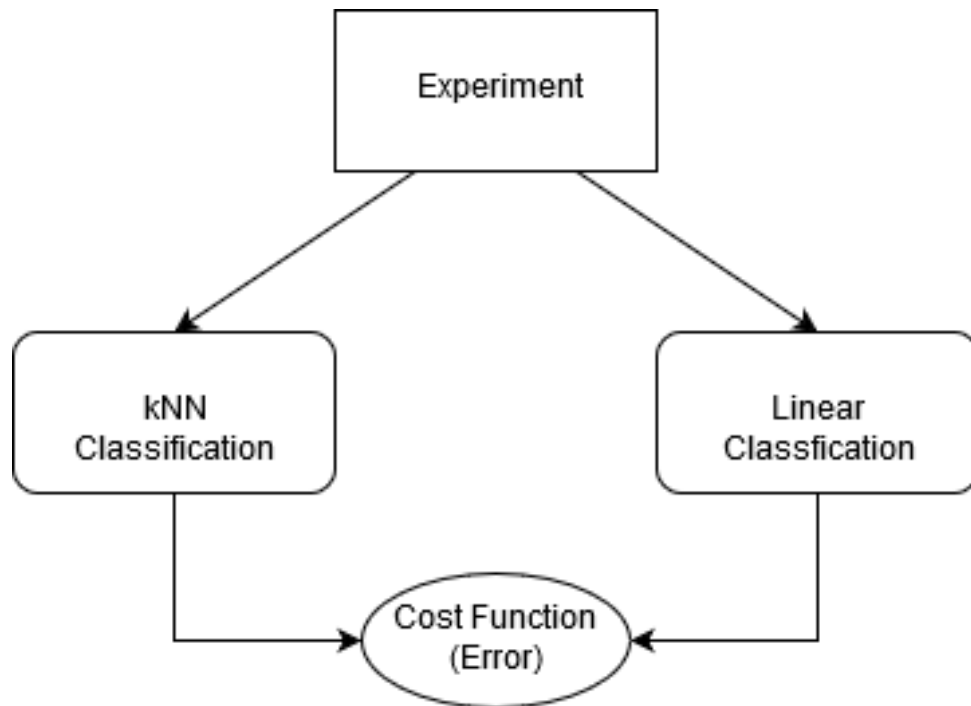 Experiment
kNN
Classification
Linear
Classfication
Cost Function
(Error)